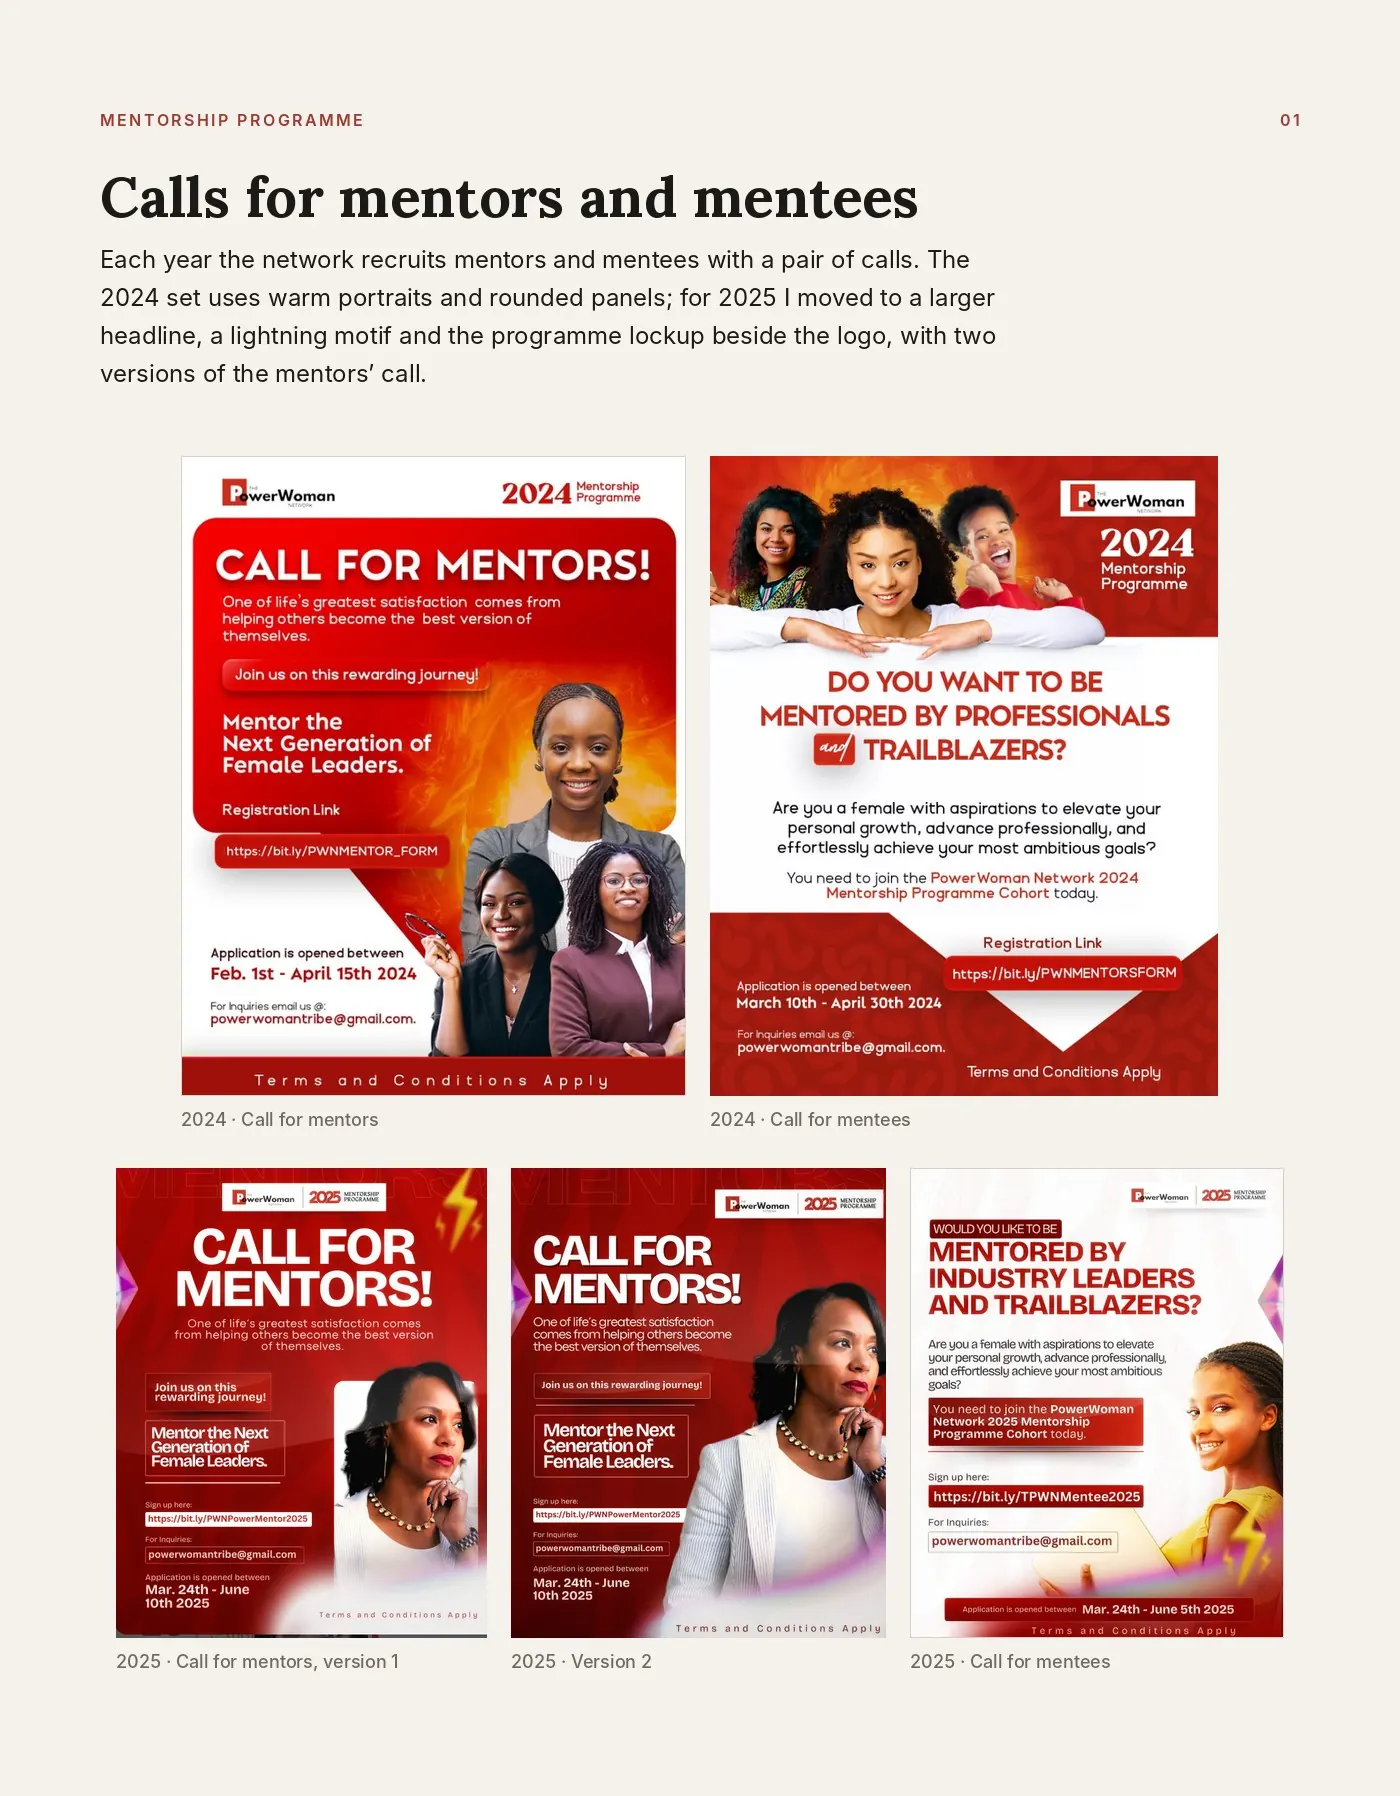 MENTORSHIP PROGRAMME
01
Calls for mentors and mentees
Each year the network recruits mentors and mentees with a pair of calls. The
2024 set uses warm portraits and rounded panels; for 2025 I moved to a larger
headline, a lightning motif and the programme lockup beside the logo, with two
versions of the mentors’ call.
THE
PowerWoman
NETWORK
2024 Mentorship
Programme
CALL FOR MENTORS!
One of life's greatest satisfaction comes from
helping others become the best version of
themselves.
Join us on this rewarding journey!
Mentor the
Next Generation of
Female Leaders.
Registration Link
https://bit.ly/PWNMENTOR_FORM
Application is opened between
Feb. 1st - April 15th 2024
For Inquiries email us @:
powerwomantribe@gmail.com.
Terms and Conditions Apply
2024 · Call for mentors
THE
PowerWoman
NETWORK
2024
Mentorship
Programme
DO YOU WANT TO BE
MENTORED BY PROFESSIONALS
and TRAILBLAZERS?
Are you a female with aspirations to elevate your
personal growth, advance professionally, and
effortlessly achieve your most ambitious goals?
You need to join the PowerWoman Network 2024
Mentorship Programme Cohort today.
Registration Link
https://bit.ly/PWNMENTORSFORM
Application is opened between
March 10th - April 30th 2024
For Inquiries email us @:
powerwomantribe@gmail.com.
Terms and Conditions Apply
2024 · Call for mentees
MENTORS
PowerWoman
2025 MENTORSHIP
PROGRAMME
CALL FOR
MENTORS!
One of life's greatest satisfaction comes
from helping others become the best version
of themselves.
Join us on this
rewarding journey!
Mentor the Next
Generation of
Female Leaders.
Sign up here:
https://bit.ly/PWNPowerMentor2025
For Inquiries:
powerwomantribe@gmail.com
Application is opened between
Mar. 24th - June
10th 2025
Terms and Conditions Apply
2025 · Call for mentors, version 1
MENTORS
PowerWoman
2025 MENTORSHIP
PROGRAMME
CALL FOR
MENTORS!
One of life's greatest satisfaction
comes from helping others become
the best version of themselves.
Join us on this rewarding journey!
Mentor the Next
Generation of
Female Leaders.
Sign up here:
https://bit.ly/PWNPowerMentor2025
For Inquiries:
powerwomantribe@gmail.com
Application is opened between
Mar. 24th - June
10th 2025
Terms and Conditions Apply
2025 · Version 2
PowerWoman
2025 MENTORSHIP
PROGRAMME
WOULD YOU LIKE TO BE
MENTORED BY
INDUSTRY LEADERS
AND TRAILBLAZERS?
Are you a female with aspirations to elevate
your personal growth, advance professionally,
and effortlessly achieve your most ambitious
goals?
You need to join the PowerWoman
Network 2025 Mentorship
Programme Cohort today.
Sign up here:
https://bit.ly/TPWNMentee2025
For Inquiries:
powerwomantribe@gmail.com
Application is opened between Mar. 24th - June 5th 2025
Terms and Conditions Apply
2025 · Call for mentees